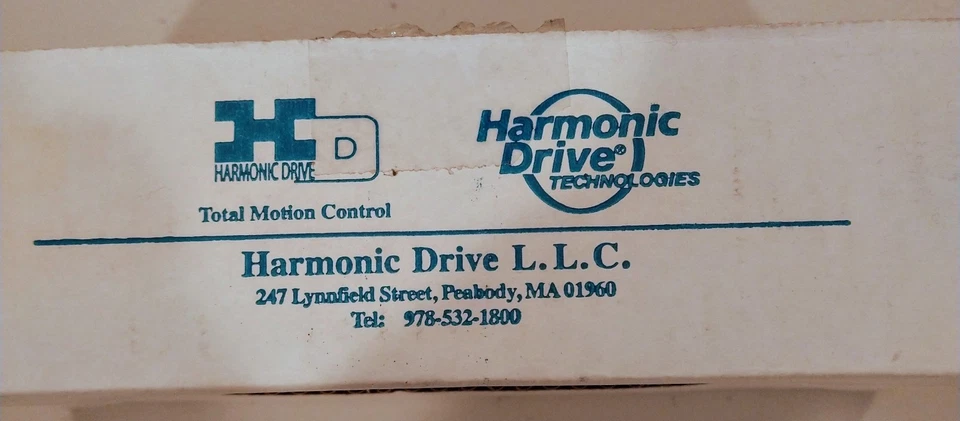 HD
HARMONIC DRIVE
Total Motion Control
Harmonic
Drive®
TECHNOLOGIES
Harmonic Drive L.L.C.
247 Lynnfield Street, Peabody, MA 01960
Tel: 978-532-1800